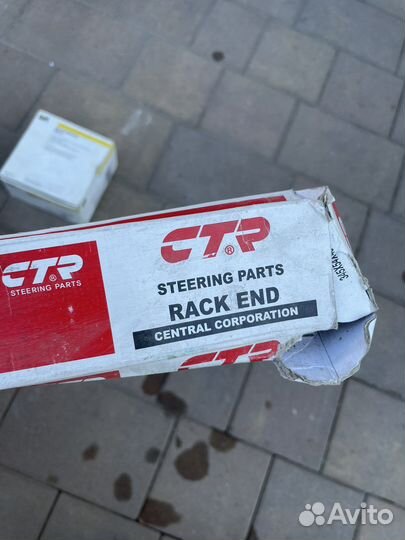 CTR®
STEERING PARTS
CTR®
STEERING PARTS
RACK END
CENTRAL CORPORATION
CTR
Avito